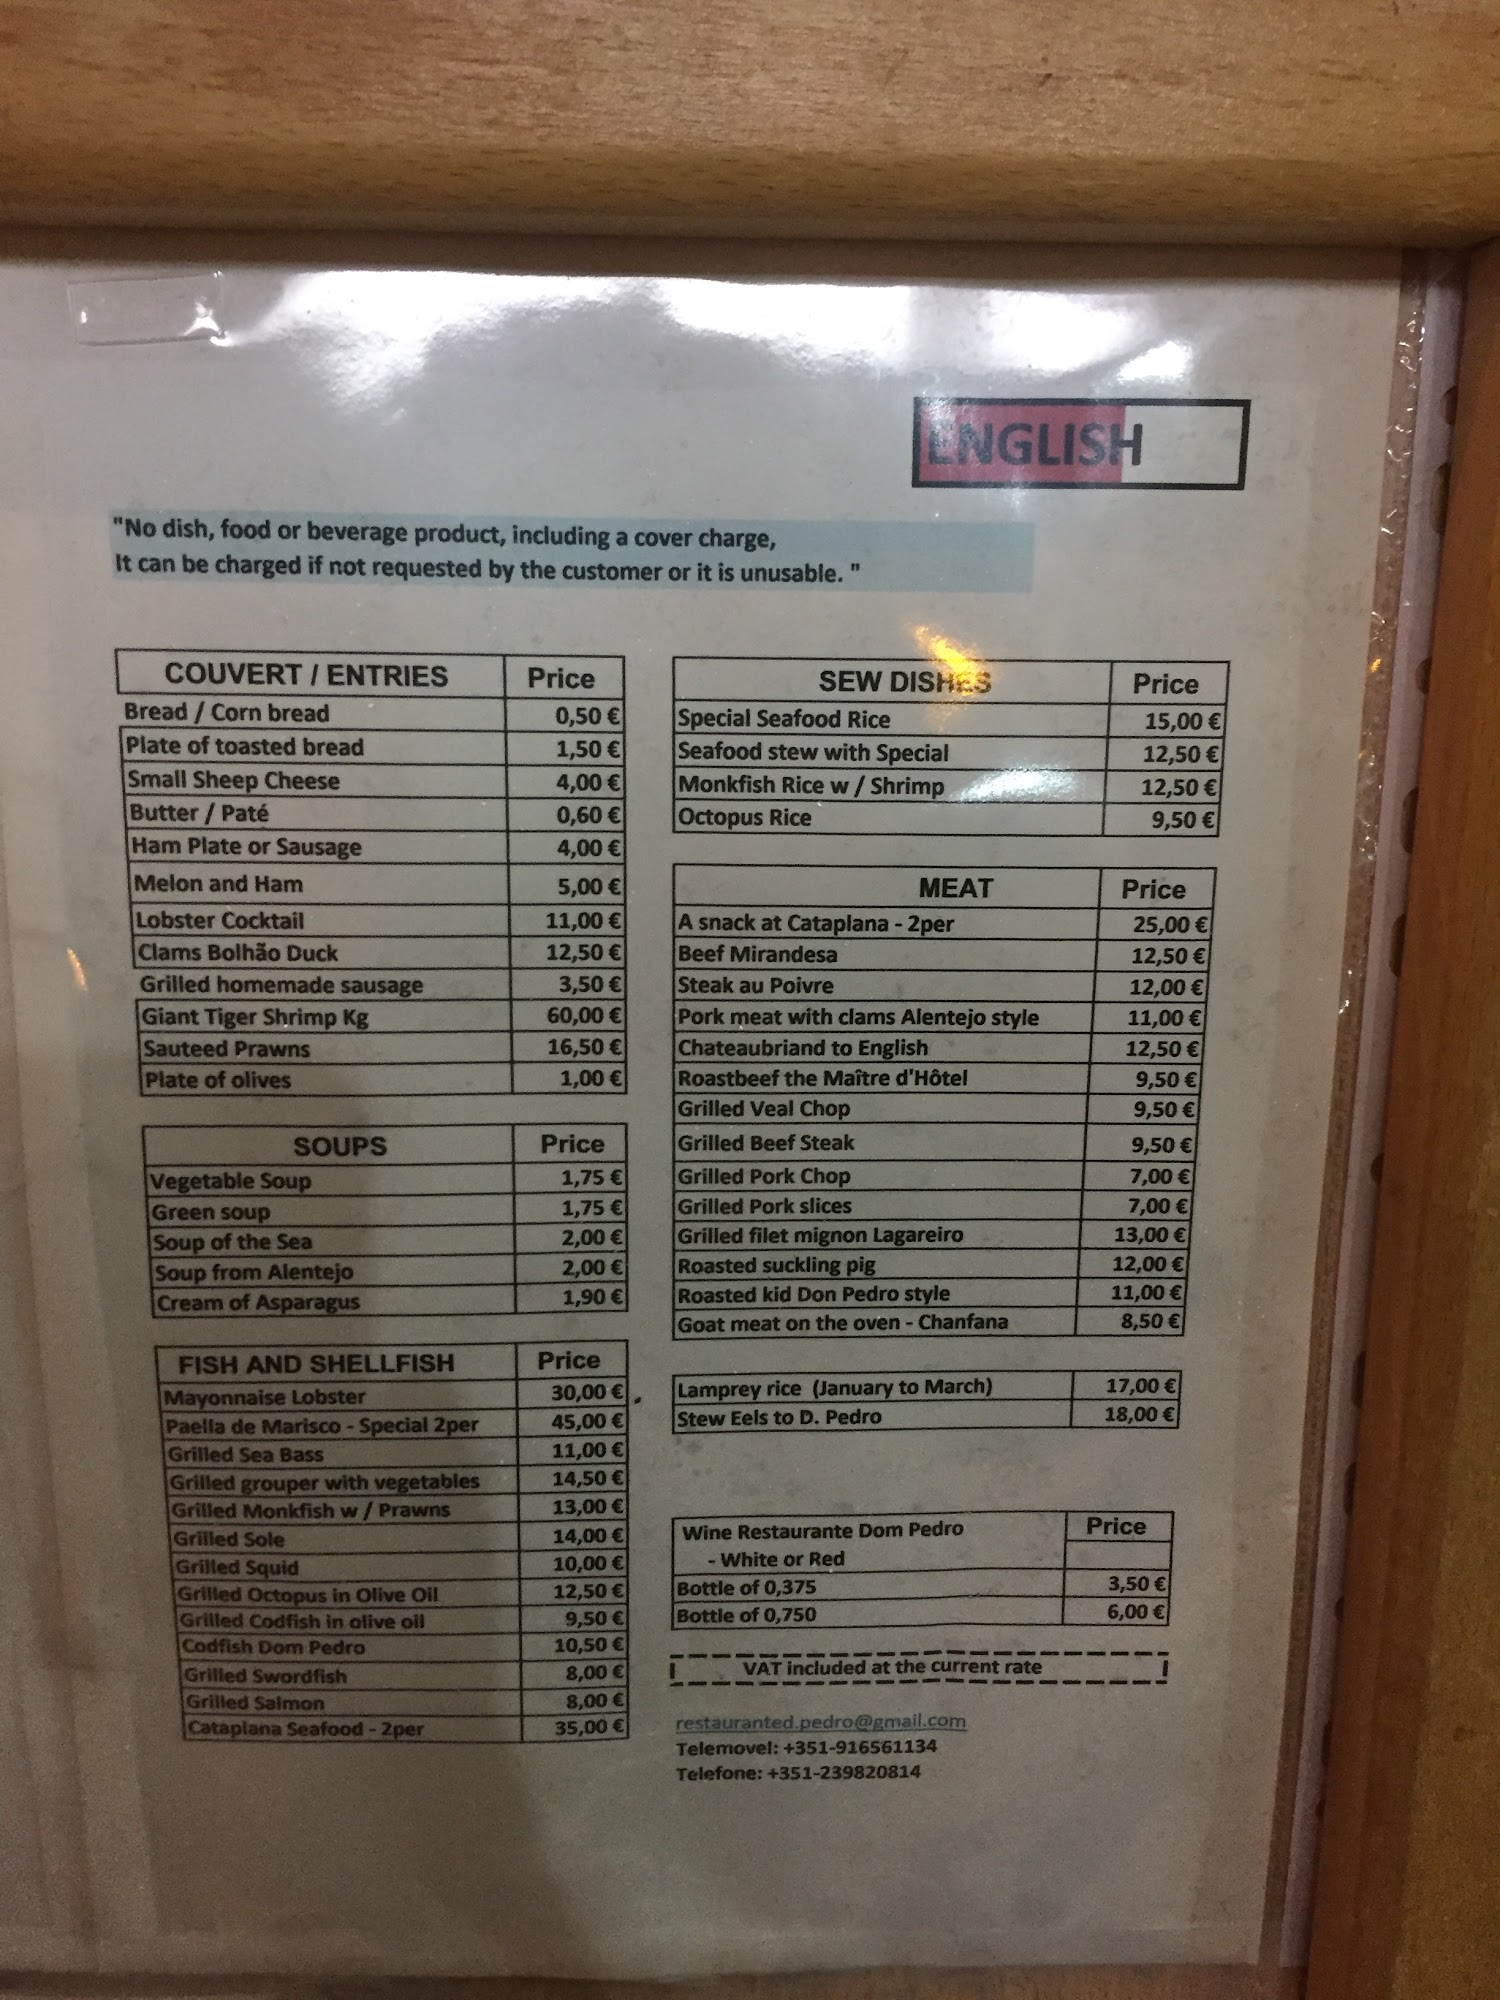 ENGLISH
"No dish, food or beverage product, including a cover charge,
It can be charged if not requested by the customer or it is unusable. "
COUVERT / ENTRIES Price
Bread / Corn bread 0,50 €
Plate of toasted bread 1,50 €
Small Sheep Cheese 4,00 €
Butter / Paté 0,60 €
Ham Plate or Sausage 4,00 €
Melon and Ham 5,00 €
Lobster Cocktail 11,00 €
Clams Bolhão Duck 12,50 €
Grilled homemade sausage 3,50 €
Giant Tiger Shrimp Kg 60,00 €
Sauteed Prawns 16,50 €
Plate of olives 1,00 €
SOUPS Price
Vegetable Soup 1,75 €
Green soup 1,75 €
Soup of the Sea 2,00 €
Soup from Alentejo 2,00 €
Cream of Asparagus 1,90 €
FISH AND SHELLFISH Price
Mayonnaise Lobster 30,00 €
Paella de Marisco - Special 2per 45,00 €
Grilled Sea Bass 11,00 €
Grilled grouper with vegetables 14,50 €
Grilled Monkfish w / Prawns 13,00 €
Grilled Sole 14,00 €
Grilled Squid 10,00 €
Grilled Octopus in Olive Oil 12,50 €
Grilled Codfish in olive oil 9,50 €
Codfish Dom Pedro 10,50 €
Grilled Swordfish 8,00 €
Grilled Salmon 8,00 €
Cataplana Seafood - 2per 35,00 €
SEW DISHES Price
Special Seafood Rice 15,00 €
Seafood stew with Special 12,50 €
Monkfish Rice w / Shrimp 12,50 €
Octopus Rice 9,50 €
MEAT Price
A snack at Cataplana - 2per 25,00 €
Beef Mirandesa 12,50 €
Steak au Poivre 12,00 €
Pork meat with clams Alentejo style 11,00 €
Chateaubriand to English 12,50 €
Roastbeef the Maître d'Hôtel 9,50 €
Grilled Veal Chop 9,50 €
Grilled Beef Steak 9,50 €
Grilled Pork Chop 7,00 €
Grilled Pork slices 7,00 €
Grilled filet mignon Lagareiro 13,00 €
Roasted suckling pig 12,00 €
Roasted kid Don Pedro style 11,00 €
Goat meat on the oven - Chanfana 8,50 €
Lamprey rice (January to March) 17,00 €
Stew Eels to D. Pedro 18,00 €
Wine Restaurante Dom Pedro Price
- White or Red
Bottle of 0,375 3,50 €
Bottle of 0,750 6,00 €
VAT included at the current rate
restauranted.pedro@gmail.com
Telemovel: +351-916561134
Telefone: +351-239820814